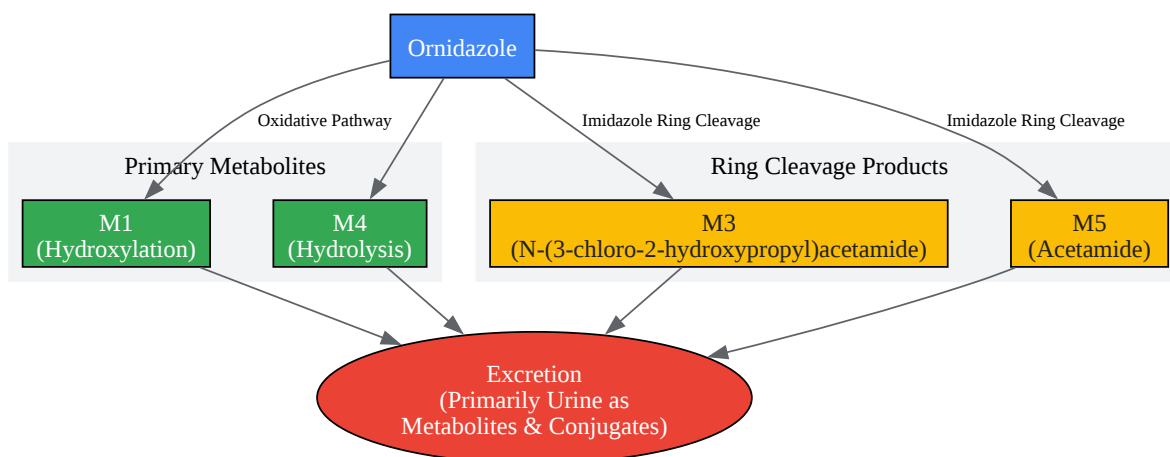 Ornidazole
Oxidative Pathway
Imidazole Ring Cleavage
Imidazole Ring Cleavage
Primary Metabolites
Ring Cleavage Products
M1
(Hydroxylation)
M4
(Hydrolysis)
M3
(N-(3-chloro-2-hydroxypropyl)acetamide)
M5
(Acetamide)
Excretion
(Primarily Urine as
Metabolites & Conjugates)